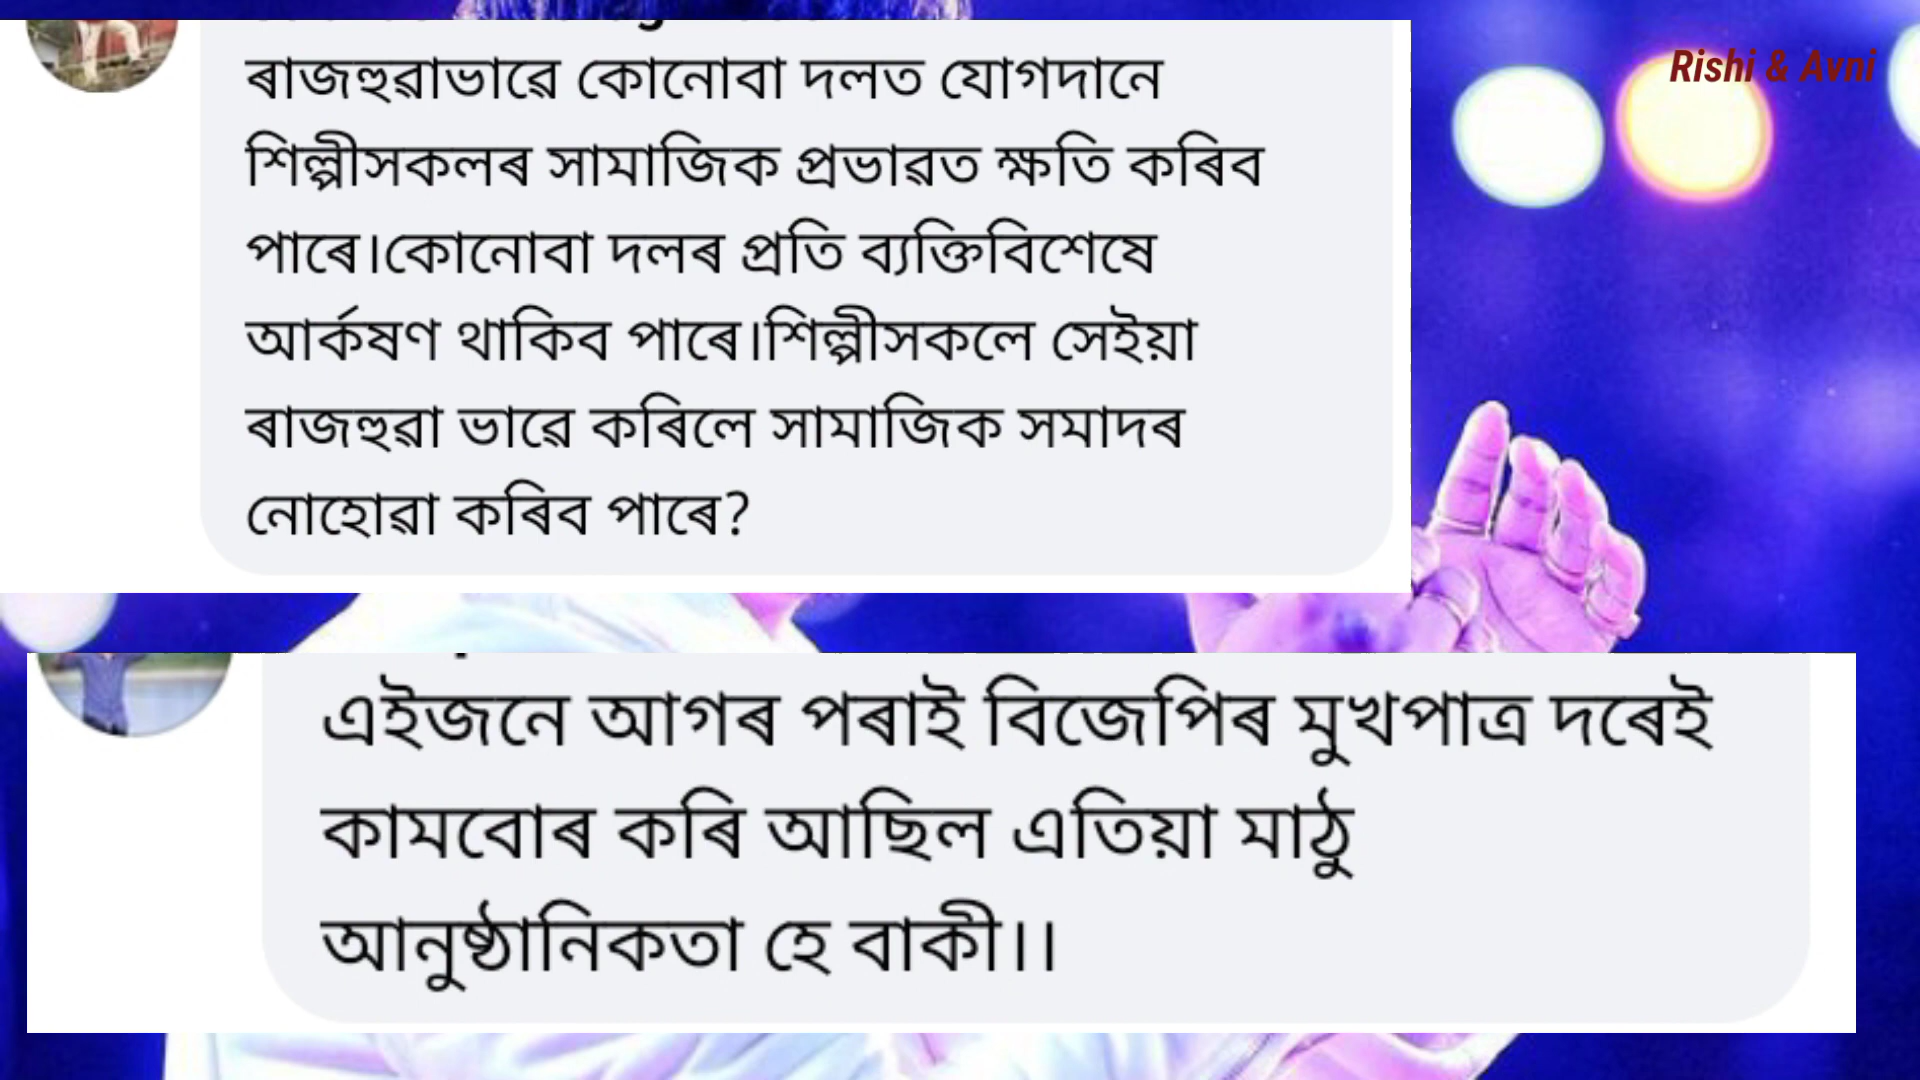 Rishi & Avni
ৰাজহুৱাভাৱে কোনোবা দলত যোগদানে
শিল্পীসকলৰ সামাজিক প্ৰভাৱত ক্ষতি কৰিব
পাৰে।কোনোবা দলৰ প্ৰতি ব্যক্তিবিশেষে
আৰ্কষণ থাকিব পাৰে।শিল্পীসকলে সেইয়া
ৰাজহুৱা ভাৱে কৰিলে সামাজিক সমাদৰ
নোহোৱা কৰিব পাৰে?
এইজনে আগৰ পৰাই বিজেপিৰ মুখপাত্ৰ দৰেই
কামবোৰ কৰি আছিল এতিয়া মাঠু
আনুষ্ঠানিকতা হে বাকী।।